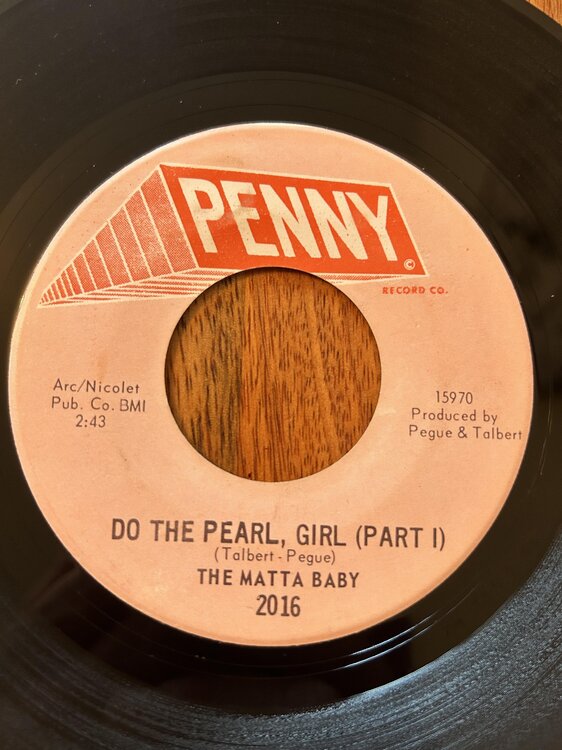 PENNY
©
RECORD CO.
Arc/Nicolet
Pub. Co. BMI
2:43
15970
Produced by
Pegue & Talbert
DO THE PEARL, GIRL (PART I)
(Talbert - Pegue)
THE MATTA BABY
2016